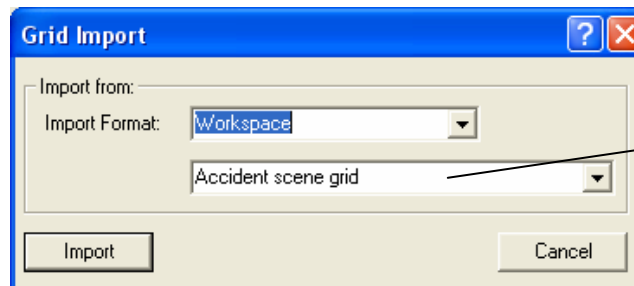 Grid Import
Import from:
Import Format: Workspace
Accident scene grid
Import Cancel